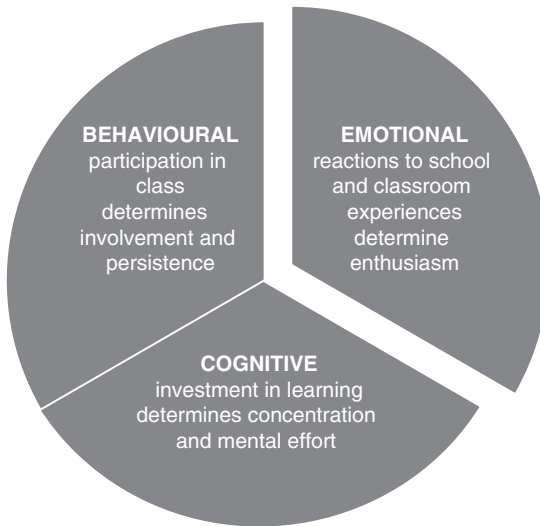 BEHAVIOURAL
participation in
class
determines
involvement and
persistence
EMOTIONAL
reactions to school
and classroom
experiences
determine
enthusiasm
COGNITIVE
investment in learning
determines concentration
and mental effort